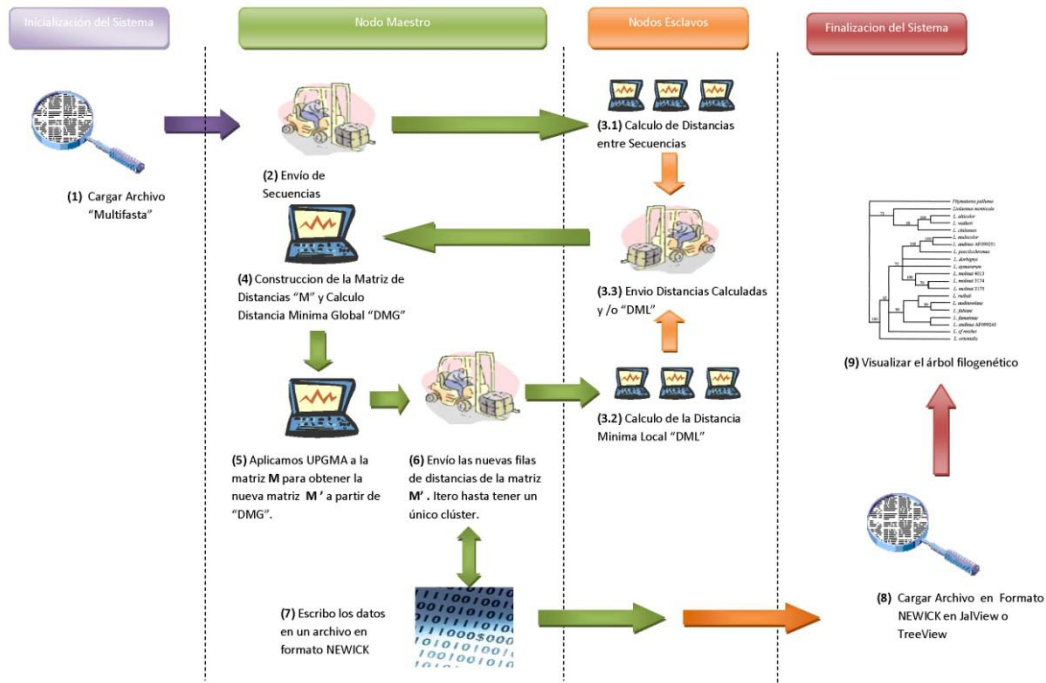 Inicialización del Sistema
Nodo Maestro
Nodos Esclavos
Finalizacion del Sistema
(1) Cargar Archivo
“Multifasta”
(2) Envío de
Secuencias
(3.1) Calculo de Distancias
entre Secuencias
(4) Construccion de la Matriz de
Distancias “M” y Calculo
Distancia Minima Global “DMG”
(3.3) Envio Distancias Calculadas
y /o “DML”
(3.2) Calculo de la Distancia
Minima Local “DML”
(5) Aplicamos UPGMA a la
matriz M para obtener la
nueva matriz M ’ a partir de
“DMG”.
(6) Envío las nuevas filas
de distancias de la matriz
M’ . Itero hasta tener un
único clúster.
(7) Escribo los datos
en un archivo en
formato NEWICK
(8) Cargar Archivo en Formato
NEWICK en JalView o
TreeView
(9) Visualizar el árbol filogenético